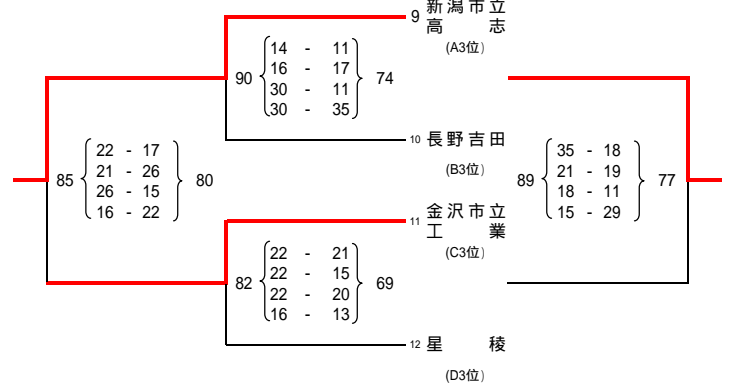 9 新潟市立
高志
(A3位)
90 14 - 11 74
16 - 17
30 - 11
30 - 35
10 長野吉田
(B3位)
85 22 - 17 80
21 - 26
26 - 15
16 - 22
89 35 - 18 77
21 - 19
18 - 11
15 - 29
11 金沢市立
工業
(C3位)
82 22 - 21 69
22 - 15
22 - 20
16 - 13
12 星稜
(D3位)